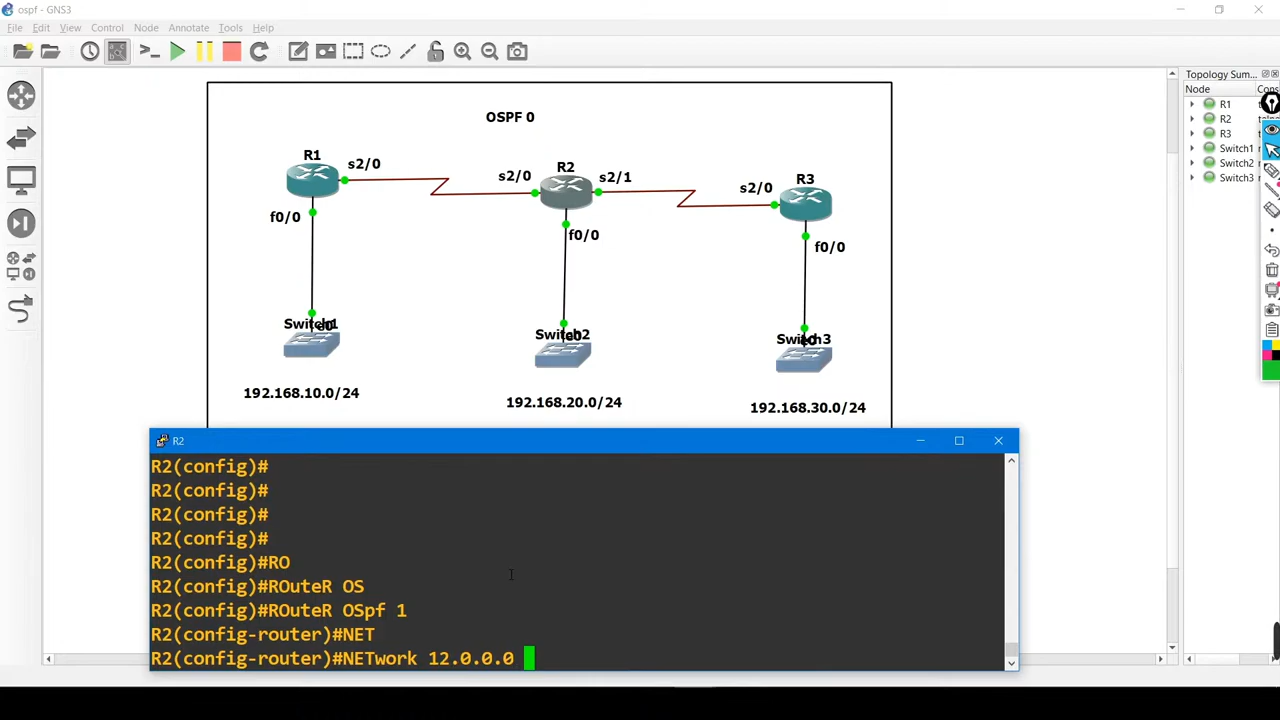 ospf - GNS3
File Edit View Control Node Annotate Tools Help
Topology Summ...
Node Cons
R1
R2
R3
Switch1
Switch2
Switch3
OSPF 0
R1
s2/0
f0/0
R2
s2/0
s2/1
f0/0
R3
s2/0
f0/0
Switch1
Switch2
Switch3
192.168.10.0/24
192.168.20.0/24
192.168.30.0/24
R2
R2(config)#
R2(config)#
R2(config)#
R2(config)#
R2(config)#RO
R2(config)#ROuteR OS
R2(config)#ROuteR OSpf 1
R2(config-router)#NET
R2(config-router)#NETwork 12.0.0.0